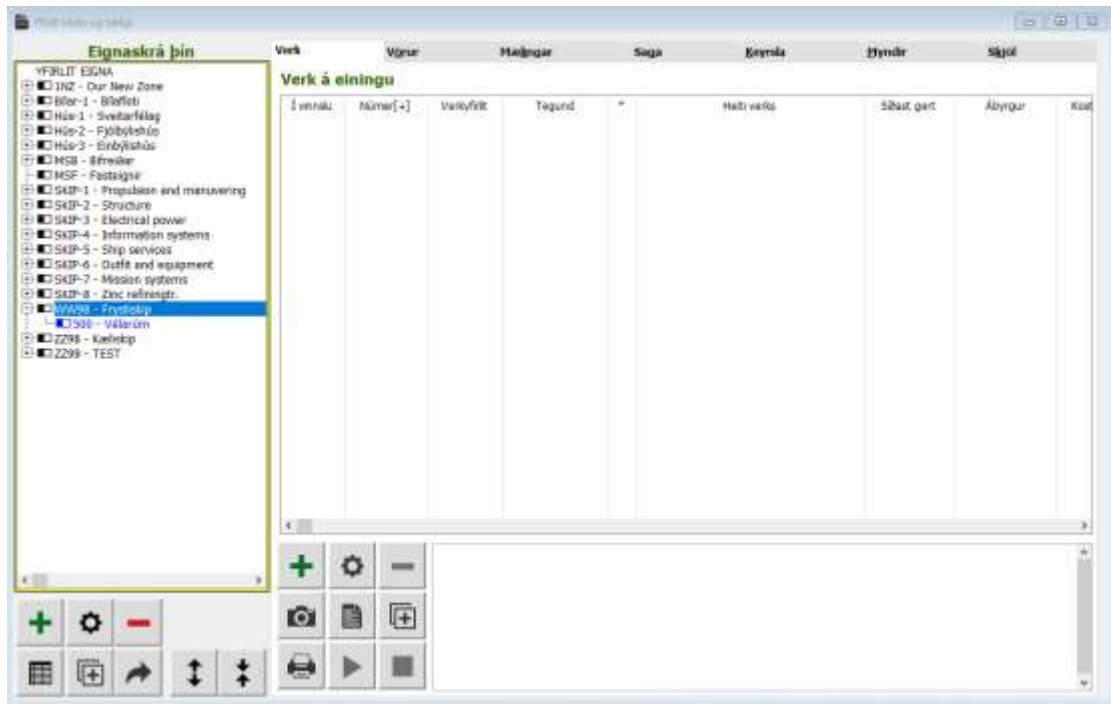 Eignaskrá þín
YFIRLIT EIGNA
1NZ - Our New Zone
Bílar-1 - Bílafloti
Hús-1 - Sveitarfélag
Hús-2 - Fjölbýlishús
Hús-3 - Einbýlishús
MSB - Bifreiðar
MSF - Fasteignir
SKIP-1 - Propulsion and manuvering
SKIP-2 - Structure
SKIP-3 - Electrical power
SKIP-4 - Information systems
SKIP-5 - Ship services
SKIP-6 - Outfit and equipment
SKIP-7 - Mission systems
SKIP-8 - Zinc refinengtr.
- Frystiskip
500 - Vélarúm
ZZ98 - Kæliskip
ZZ99 - TEST
Verk Vörur Mælingar Saga Keyrsla Myndir Skjöl
Verk á einingu
Í vinnslu Númer[+] Verkyfirlit Tegund * Heiti verks Síðast gert Ábyrgur Kost